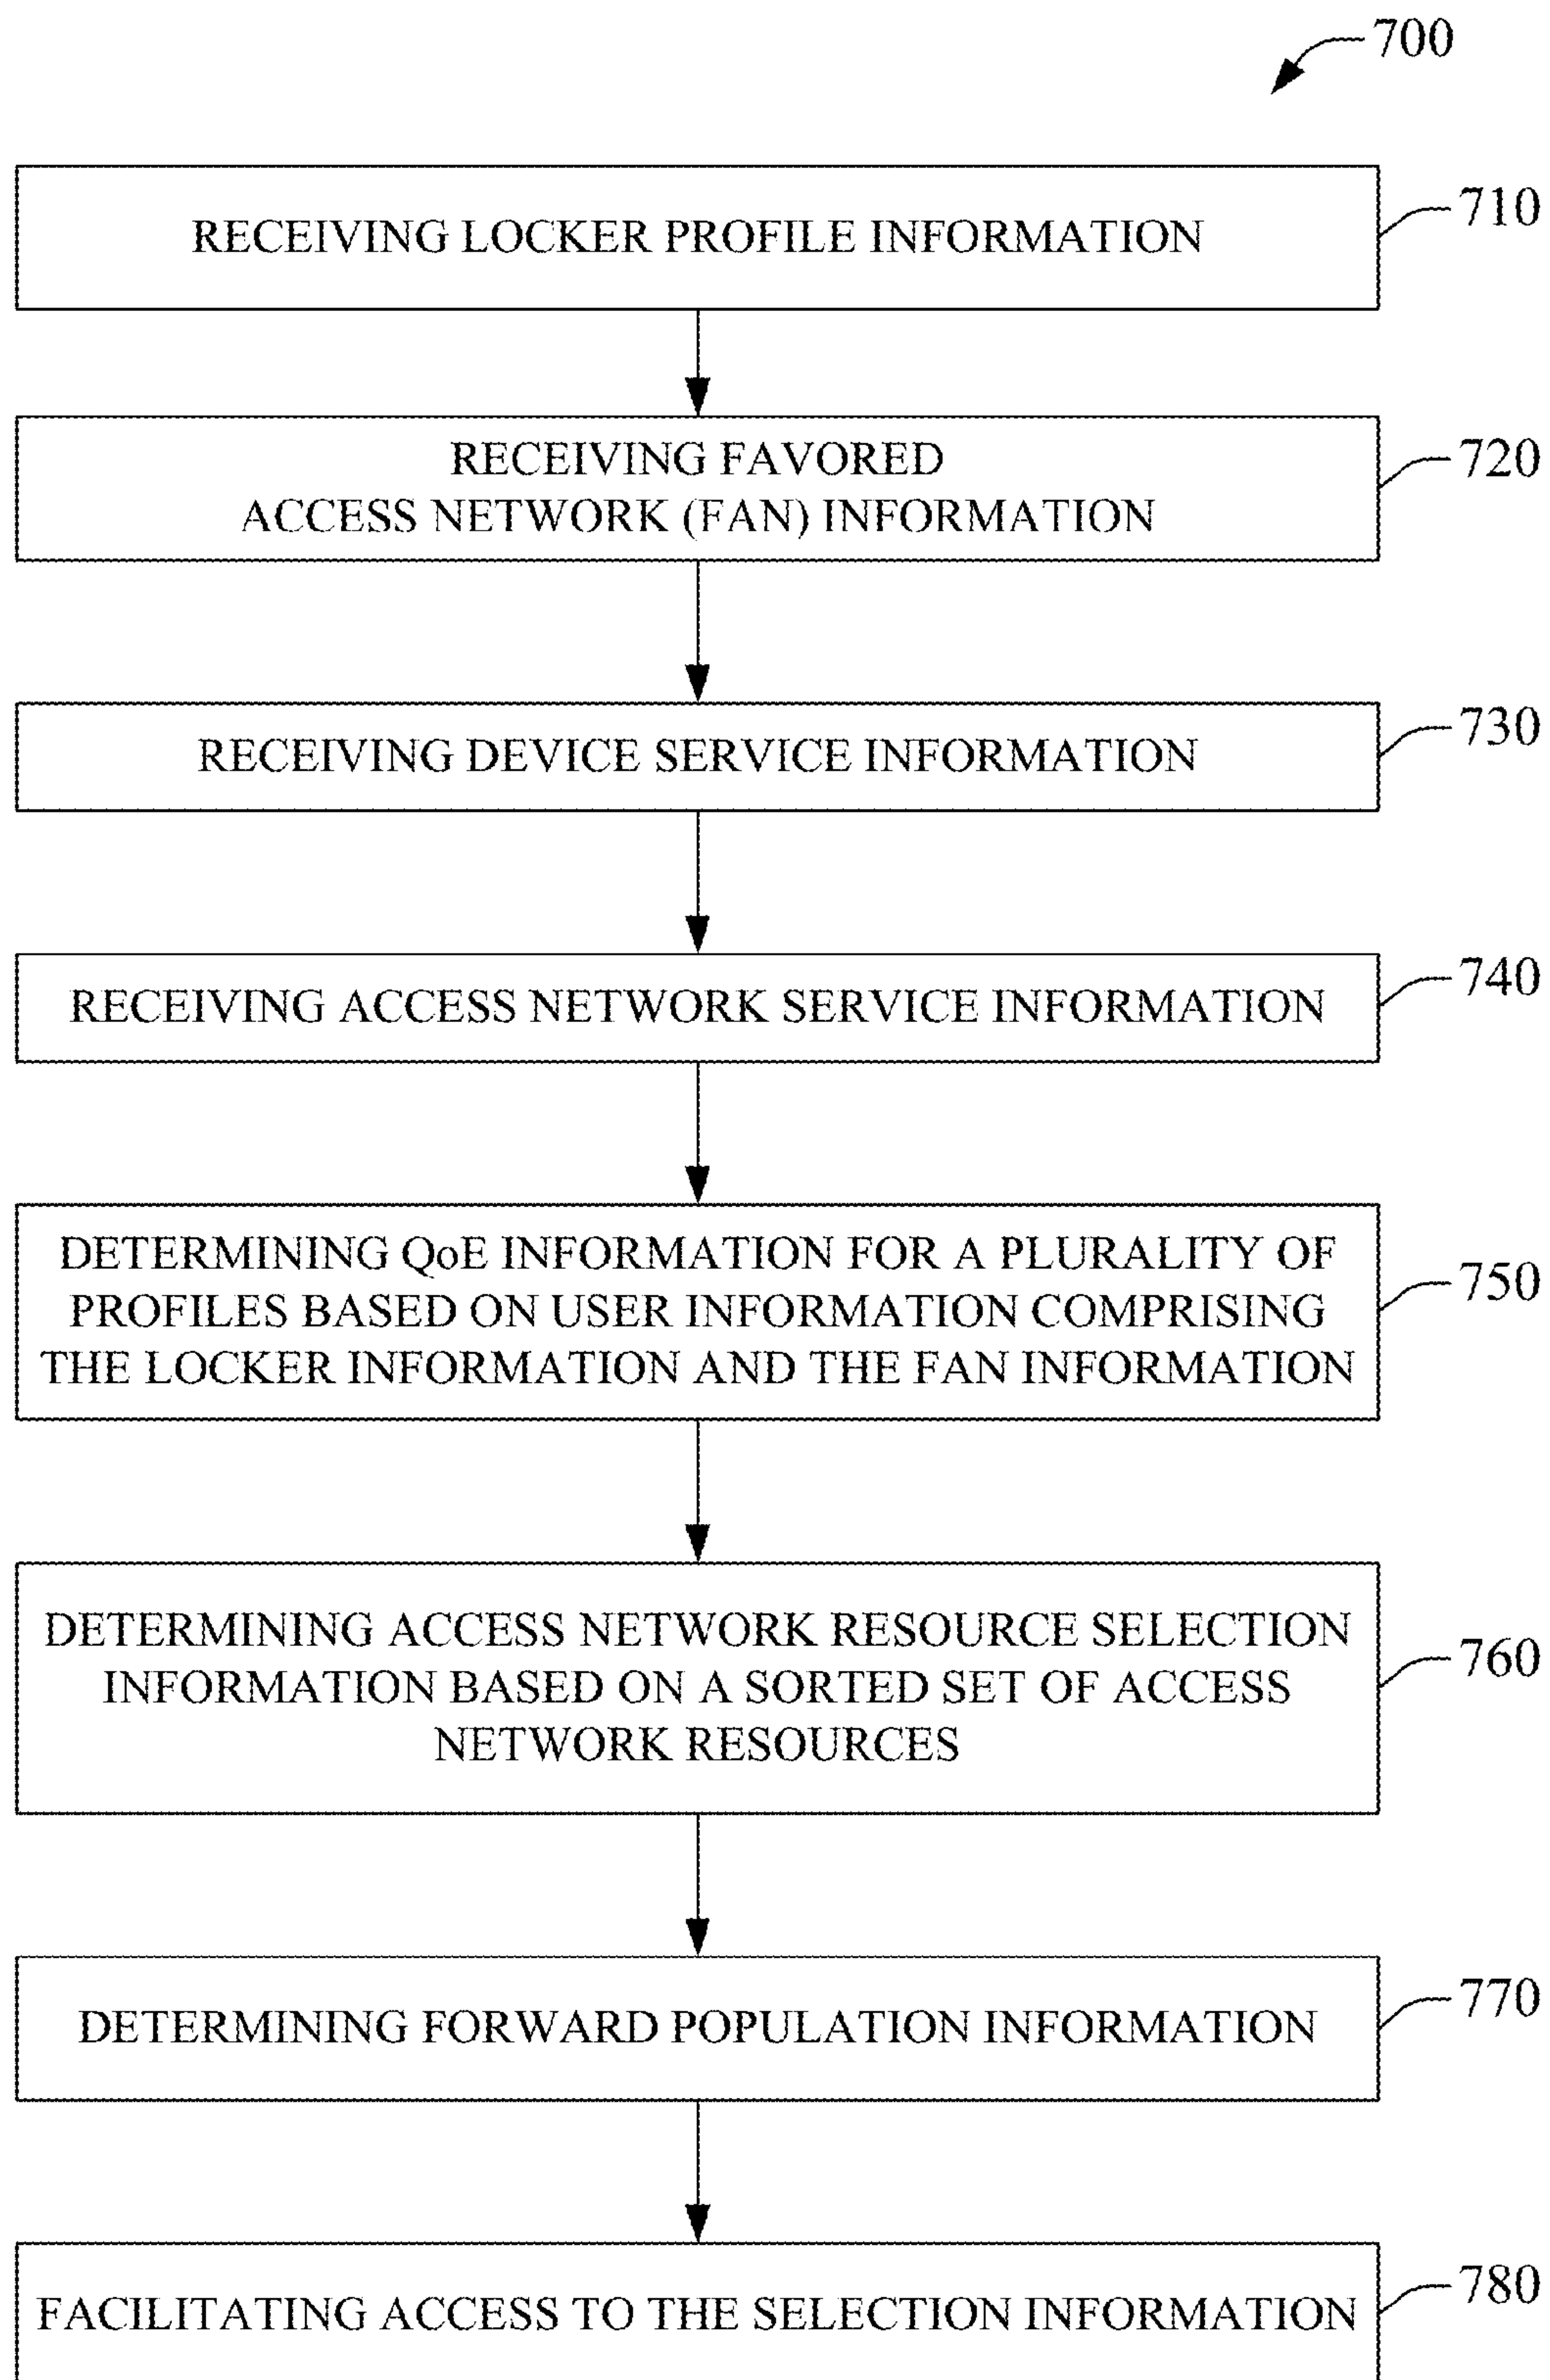 700
RECEIVING LOCKER PROFILE INFORMATION
710
RECEIVING FAVORED
ACCESS NETWORK (FAN) INFORMATION
720
RECEIVING DEVICE SERVICE INFORMATION
730
RECEIVING ACCESS NETWORK SERVICE INFORMATION
740
DETERMINING QoE INFORMATION FOR A PLURALITY OF
PROFILES BASED ON USER INFORMATION COMPRISING
THE LOCKER INFORMATION AND THE FAN INFORMATION
750
DETERMINING ACCESS NETWORK RESOURCE SELECTION
INFORMATION BASED ON A SORTED SET OF ACCESS
NETWORK RESOURCES
760
DETERMINING FORWARD POPULATION INFORMATION
770
FACILITATING ACCESS TO THE SELECTION INFORMATION
780